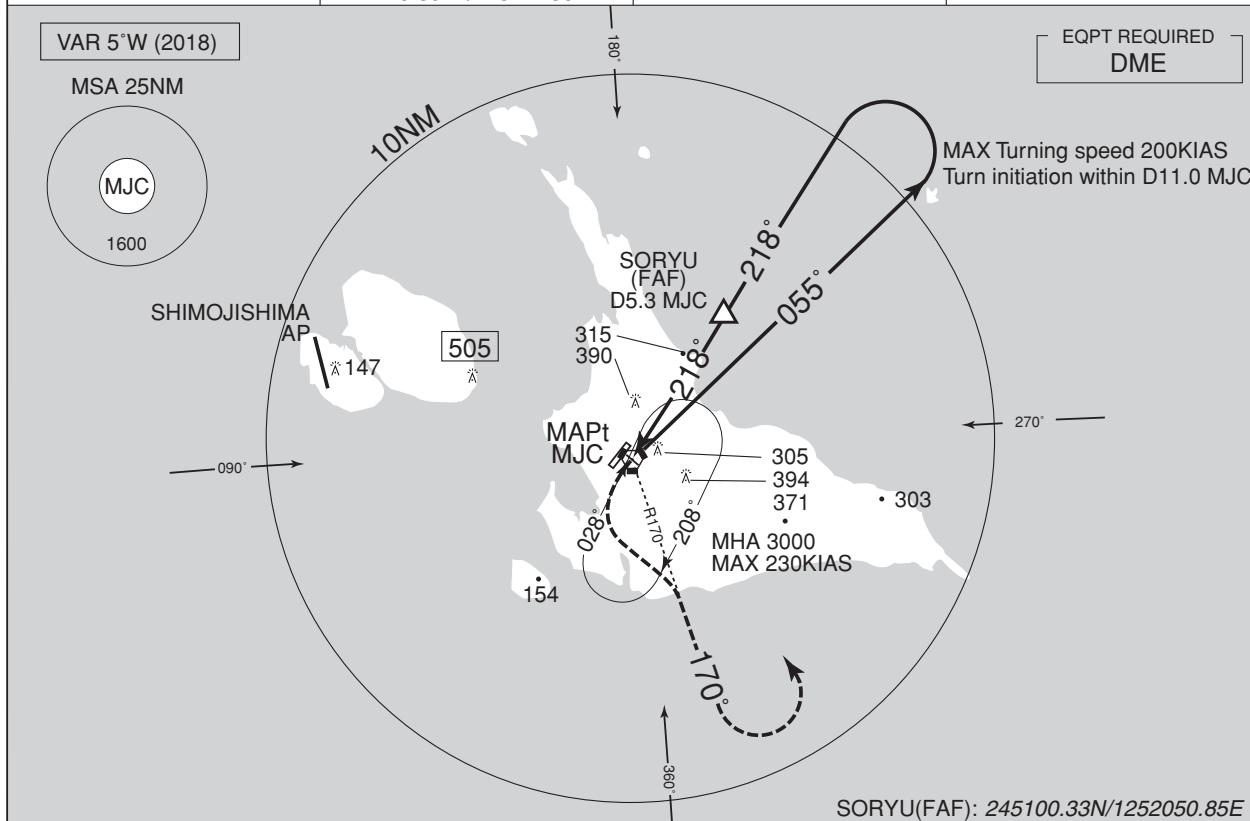 VAR 5°W (2018)
MSA 25NM
MJC
1600
10NM
180°
EQPT REQUIRED
DME
MAX Turning speed 200KIAS
Turn initiation within D11.0 MJC
218°
055°
SORYU
(FAF)
D5.3 MJC
SHIMOJISHIMA
AP
147
505
315
390
218°
270°
MAPt
MJC
090°
305
394
371
303
028°
R170
208°
MHA 3000
MAX 230KIAS
154
170°
360°
SORYU(FAF): 245100.33N/1252050.85E